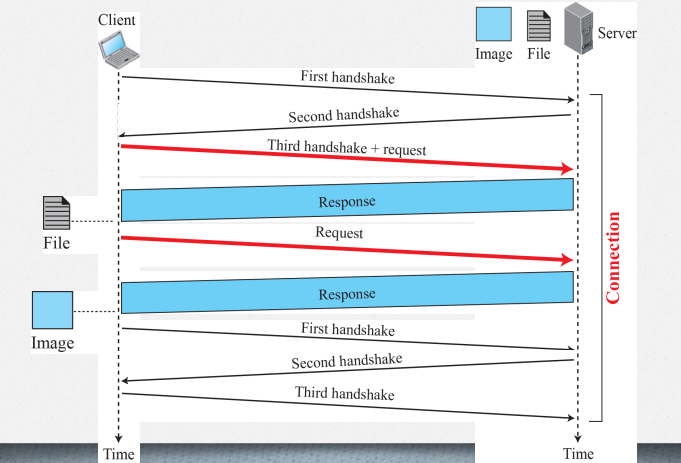 Client
Server
Image
File
First handshake
Second handshake
Third handshake + request
Response
File
Request
Connection
Response
Image
First handshake
Second handshake
Third handshake
Time
Time